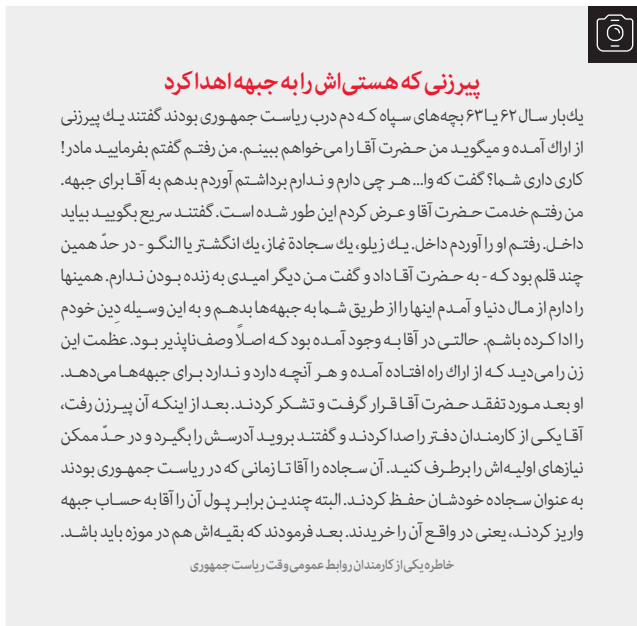 پیرزنی که هستی‌اش را به جبهه اهدا کرد
یك‌بار سال ۶۲ یا ۶۳ بچه‌های سپاه که دم درب ریاست جمهوری بودند گفتند یك پیرزنی
از اراك آمده و میگوید من حضرت آقا را می‌خواهم ببینم. من رفتم گفتم بفرمایید مادر!
کاری داری شما؟ گفت که وا... هر چی دارم و ندارم برداشتم آوردم بدهم به آقا برای جبهه.
من رفتم خدمت حضرت آقا و عرض کردم این طور شده است. گفتند سریع بگویید بیاید
داخل. رفتم او را آوردم داخل. یك زیلو، یك سجادة نماز، یك انگشتر یا النگو - در حدّ همین
چند قلم بود که - به حضرت آقا داد و گفت من دیگر امیدی به زنده بودن ندارم. همینها
را دارم از مال دنیا و آمدم اینها را از طریق شما به جبهه‌ها بدهم و به این وسیله دِین خودم
را ادا کرده باشم. حالتی در آقا به وجود آمده بود که اصلاً وصف‌ناپذیر بود. عظمت این
زن را می‌دید که از اراك راه افتاده آمده و هر آنچه دارد و ندارد برای جبهه‌ها می‌دهد.
او بعد مورد تفقد حضرت آقا قرار گرفت و تشکر کردند. بعد از اینکه آن پیرزن رفت،
آقا یکی از کارمندان دفتر را صدا کردند و گفتند بروید آدرسش را بگیرد و در حدّ ممکن
نیازهای اولیه‌اش را برطرف کنید. آن سجاده را آقا تا زمانی که در ریاست جمهوری بودند
به عنوان سجاده خودشان حفظ کردند. البته چندین برابر پول آن را آقا به حساب جبهه
واریز کردند، یعنی در واقع آن را خریدند. بعد فرمودند که بقیه‌اش هم در موزه باید باشد.
خاطره یکی از کارمندان روابط عمومی وقت ریاست جمهوری